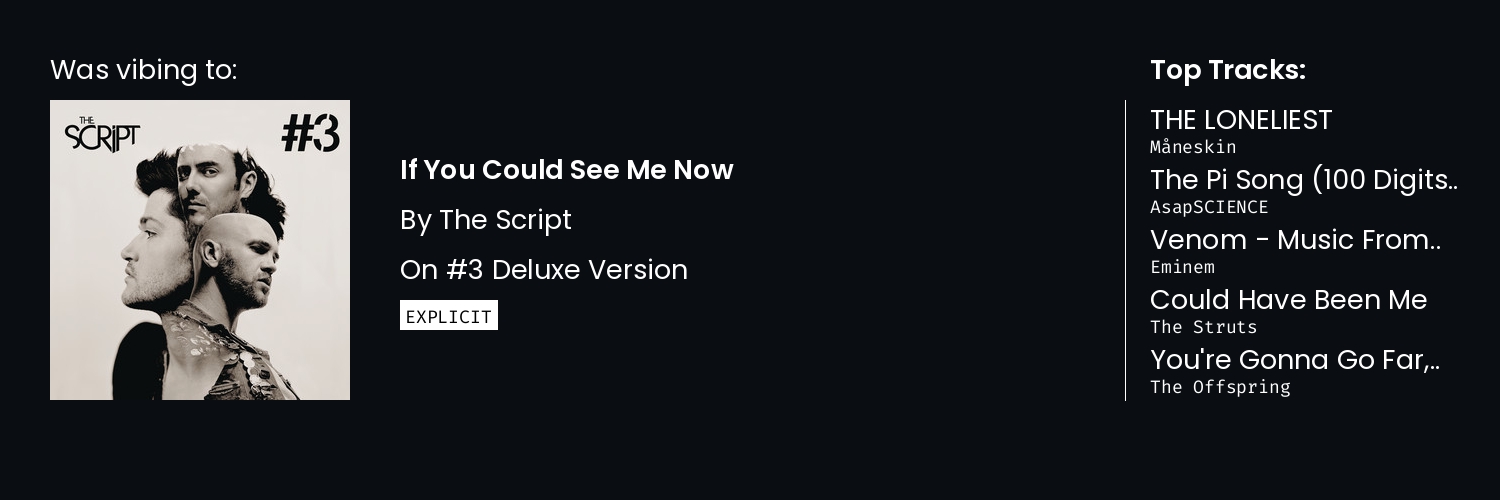 Was vibing to:
THE
SCRIPT
#3
If You Could See Me Now
By The Script
On #3 Deluxe Version
EXPLICIT
Top Tracks:
THE LONELIEST
Måneskin
The Pi Song (100 Digits..
AsapSCIENCE
Venom - Music From..
Eminem
Could Have Been Me
The Struts
You're Gonna Go Far,..
The Offspring